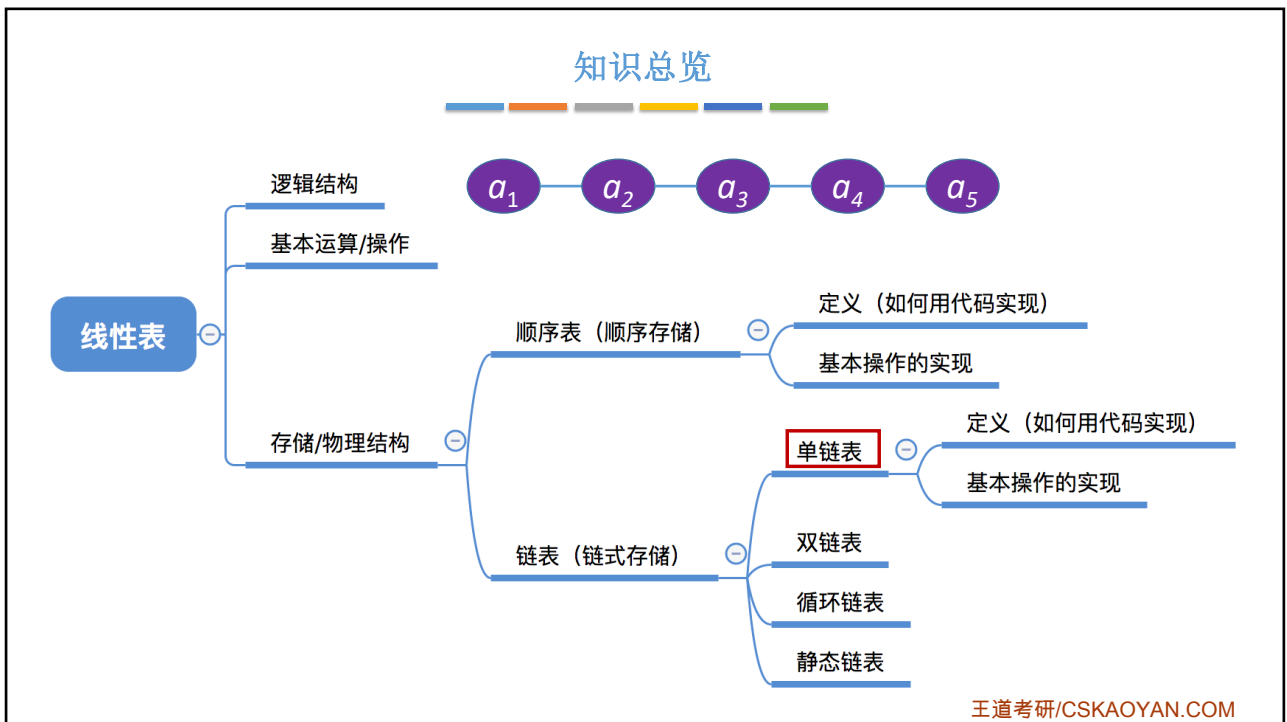 知识总览
逻辑结构
a1 a2 a3 a4 a5
基本运算/操作
线性表
定义（如何用代码实现）
顺序表（顺序存储）
基本操作的实现
存储/物理结构
定义（如何用代码实现）
单链表
基本操作的实现
链表（链式存储）
双链表
循环链表
静态链表
王道考研/CSKAOYAN.COM